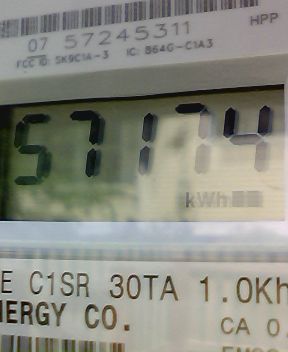 07 57245311
HPP
FCC ID: SK9C1A-3 IC: 864G-C1A3
57174
kWh
E C1SR 30TA 1.0Kh
NERGY CO.
CA 0.